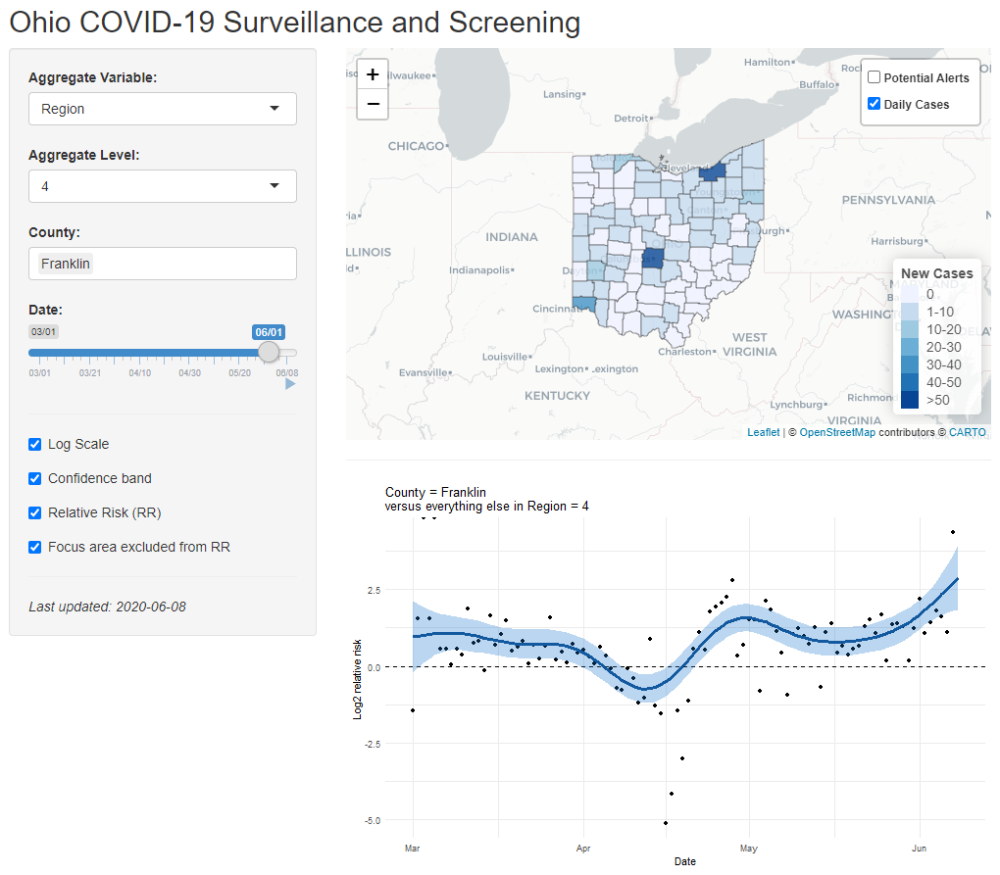 Ohio COVID-19 Surveillance and Screening
Aggregate Variable:
Region
Aggregate Level:
4
County:
Franklin
Date:
03/01
06/01
03/01 03/21 04/10 04/30 05/20 06/08
Log Scale
Confidence band
Relative Risk (RR)
Focus area excluded from RR
Last updated: 2020-06-08
+
−
Potential Alerts
Daily Cases
Hamilton
Buffalo
Lansing
Detroit
CHICAGO
Cleveland
Canton
PENNSYLVANIA
INDIANA
Harrisburg
Indianapolis
Dayton
Cincinnati
WEST
VIRGINIA
Charleston
Louisville
Lexington
Evansville
KENTUCKY
Lynchburg
Richmond
VIRGINIA
New Cases
0
1-10
10-20
20-30
30-40
40-50
>50
Leaflet | © OpenStreetMap contributors © CARTO
County = Franklin
versus everything else in Region = 4
Log2 relative risk
2.5
0.0
-2.5
-5.0
Mar Apr May Jun
Date